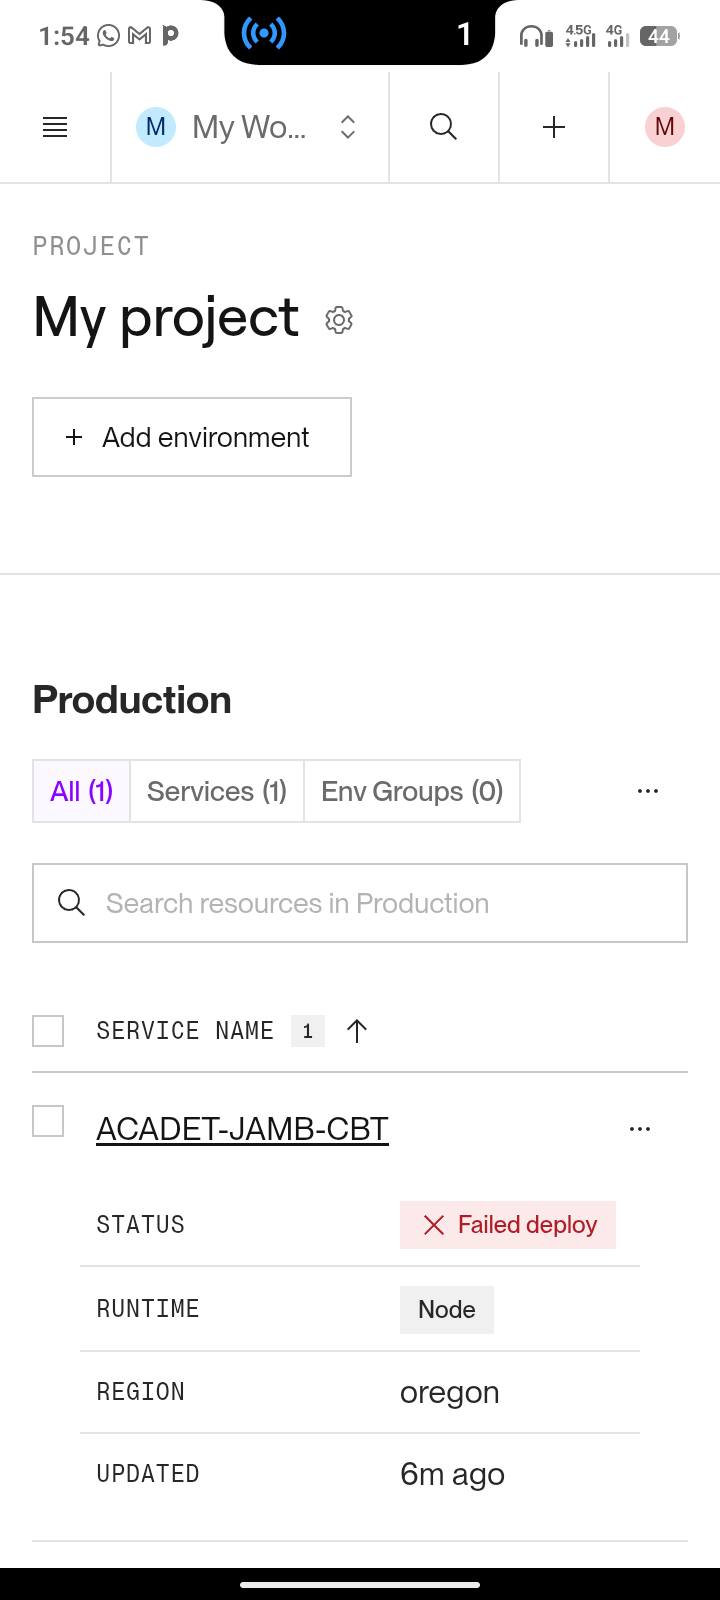 1:54
1
4.5G 4G 44
M My Wo... M
PROJECT
My project
+ Add environment
Production
All (1) Services (1) Env Groups (0) ...
Search resources in Production
SERVICE NAME 1 ↑
ACADET-JAMB-CBT ...
STATUS Failed deploy
RUNTIME Node
REGION oregon
UPDATED 6m ago